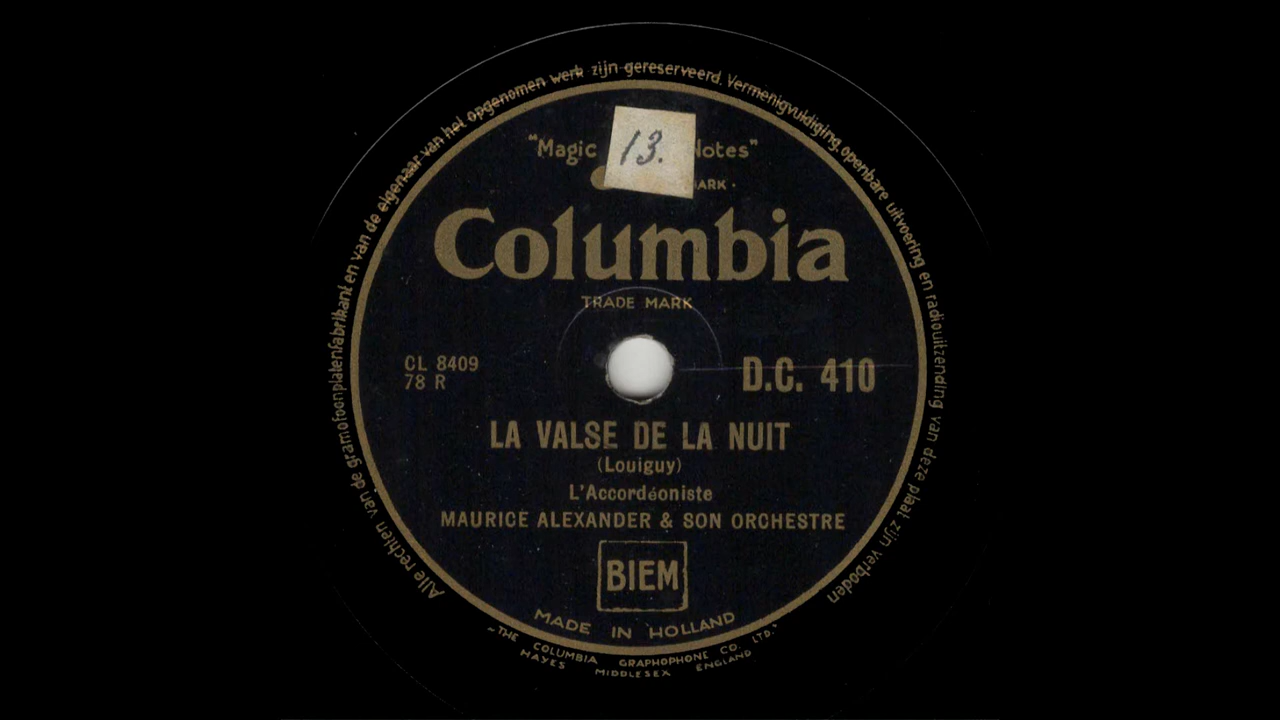 Alle rechten van de gramofoonplatenfabrikant en van de eigenaar van het opgenomen werk zijn gereserveerd. Vermenigvuldiging, openbare uitvoering en radiouitzending van deze plaat zijn verboden
"Magic Notes"
13.
MARK.
Columbia
TRADE MARK
CL 8409
78 R
D.C. 410
LA VALSE DE LA NUIT
(Louiguy)
L'Accordéoniste
MAURICE ALEXANDER & SON ORCHESTRE
BIEM
MADE IN HOLLAND
"THE COLUMBIA GRAPHOPHONE CO. LTD."
HAYES MIDDLESEX ENGLAND